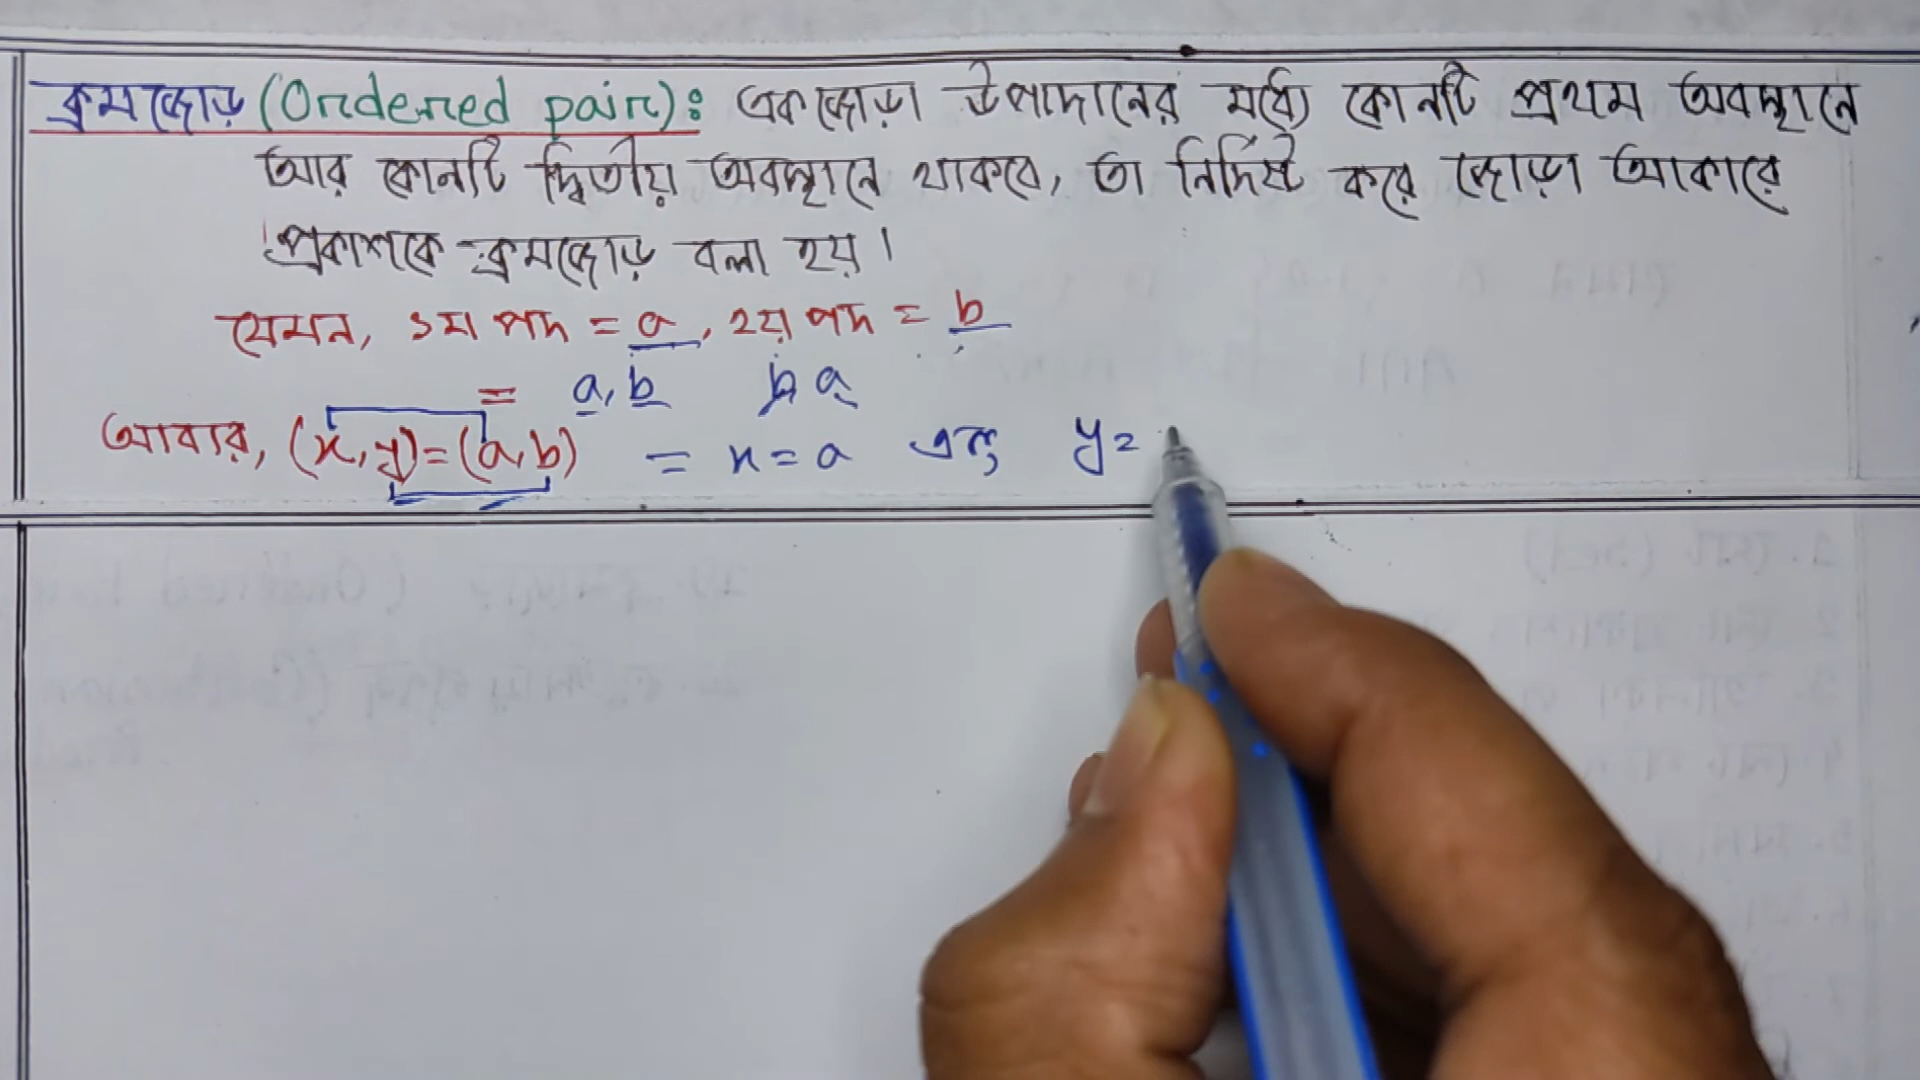 ক্রমজোড় (Ordered pair): একজোড়া উপাদানের মধ্যে কোনটি প্রথম অবস্থানে
আর কোনটি দ্বিতীয় অবস্থানে থাকবে, তা নির্দিষ্ট করে জোড়া আকারে
প্রকাশকে ক্রমজোড় বলা হয়।
যেমন, ১ম পদ = a, ২য় পদ = b
= a, b b a
আবার, (x, y) = (a, b) = x = a এবং y =